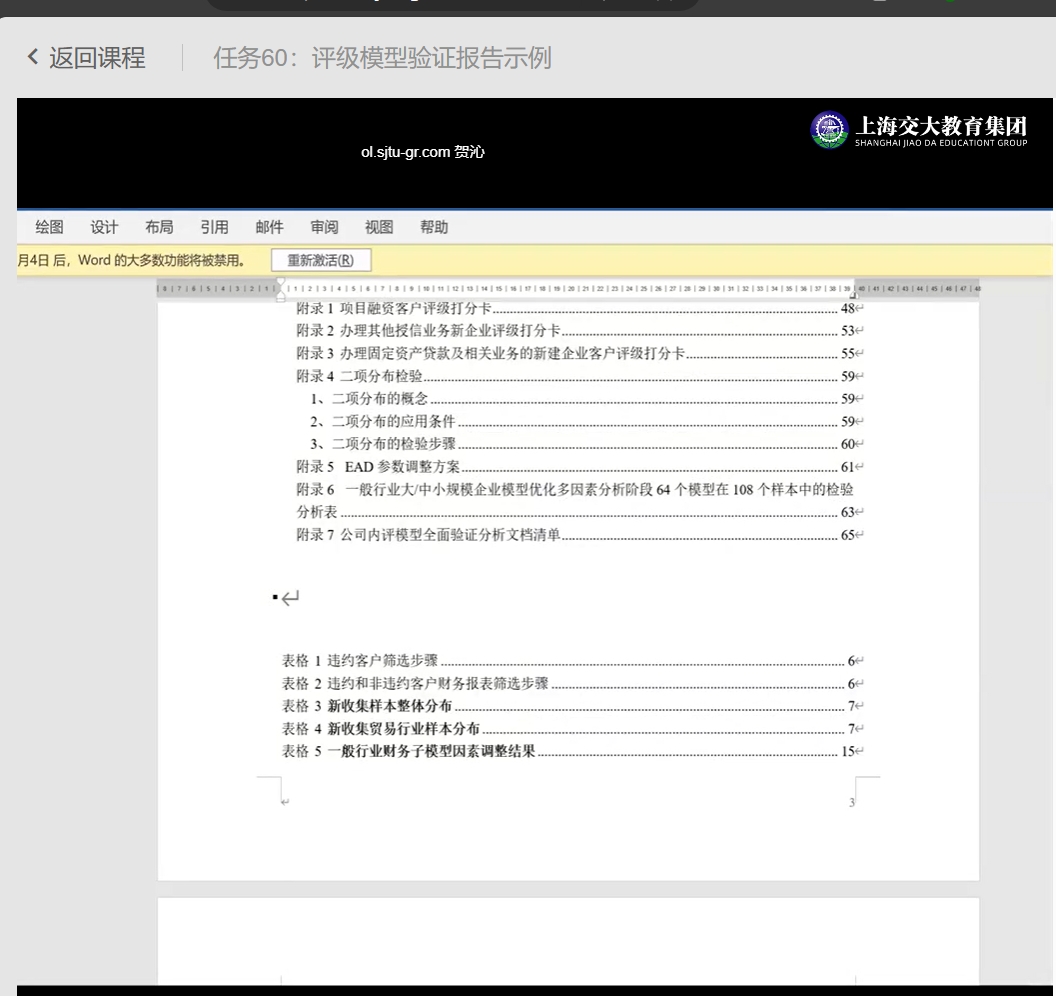 返回课程
任务60：评级模型验证报告示例
上海交大教育集团
SHANGHAI JIAO DA EDUCATIONT GROUP
ol.sjtu-gr.com 贺沁
绘图 设计 布局 引用 邮件 审阅 视图 帮助
月4日 后，Word 的大多数功能将被禁用。 重新激活(R)
附录 1 项目融资客户评级打分卡 48
附录 2 办理其他授信业务新企业评级打分卡 53
附录 3 办理固定资产贷款及相关业务的新建企业客户评级打分卡 55
附录 4 二项分布检验 59
1、二项分布的概念 59
2、二项分布的应用条件 59
3、二项分布的检验步骤 60
附录 5 EAD 参数调整方案 61
附录 6 一般行业大/中小规模企业模型优化多因素分析阶段 64 个模型在 108 个样本中的检验
分析表 63
附录 7 公司内评模型全面验证分析文档清单 65
表格 1 违约客户筛选步骤 6
表格 2 违约和非违约客户财务报表筛选步骤 6
表格 3 新收集样本整体分布 7
表格 4 新收集贸易行业样本分布 7
表格 5 一般行业财务子模型因素调整结果 15
3